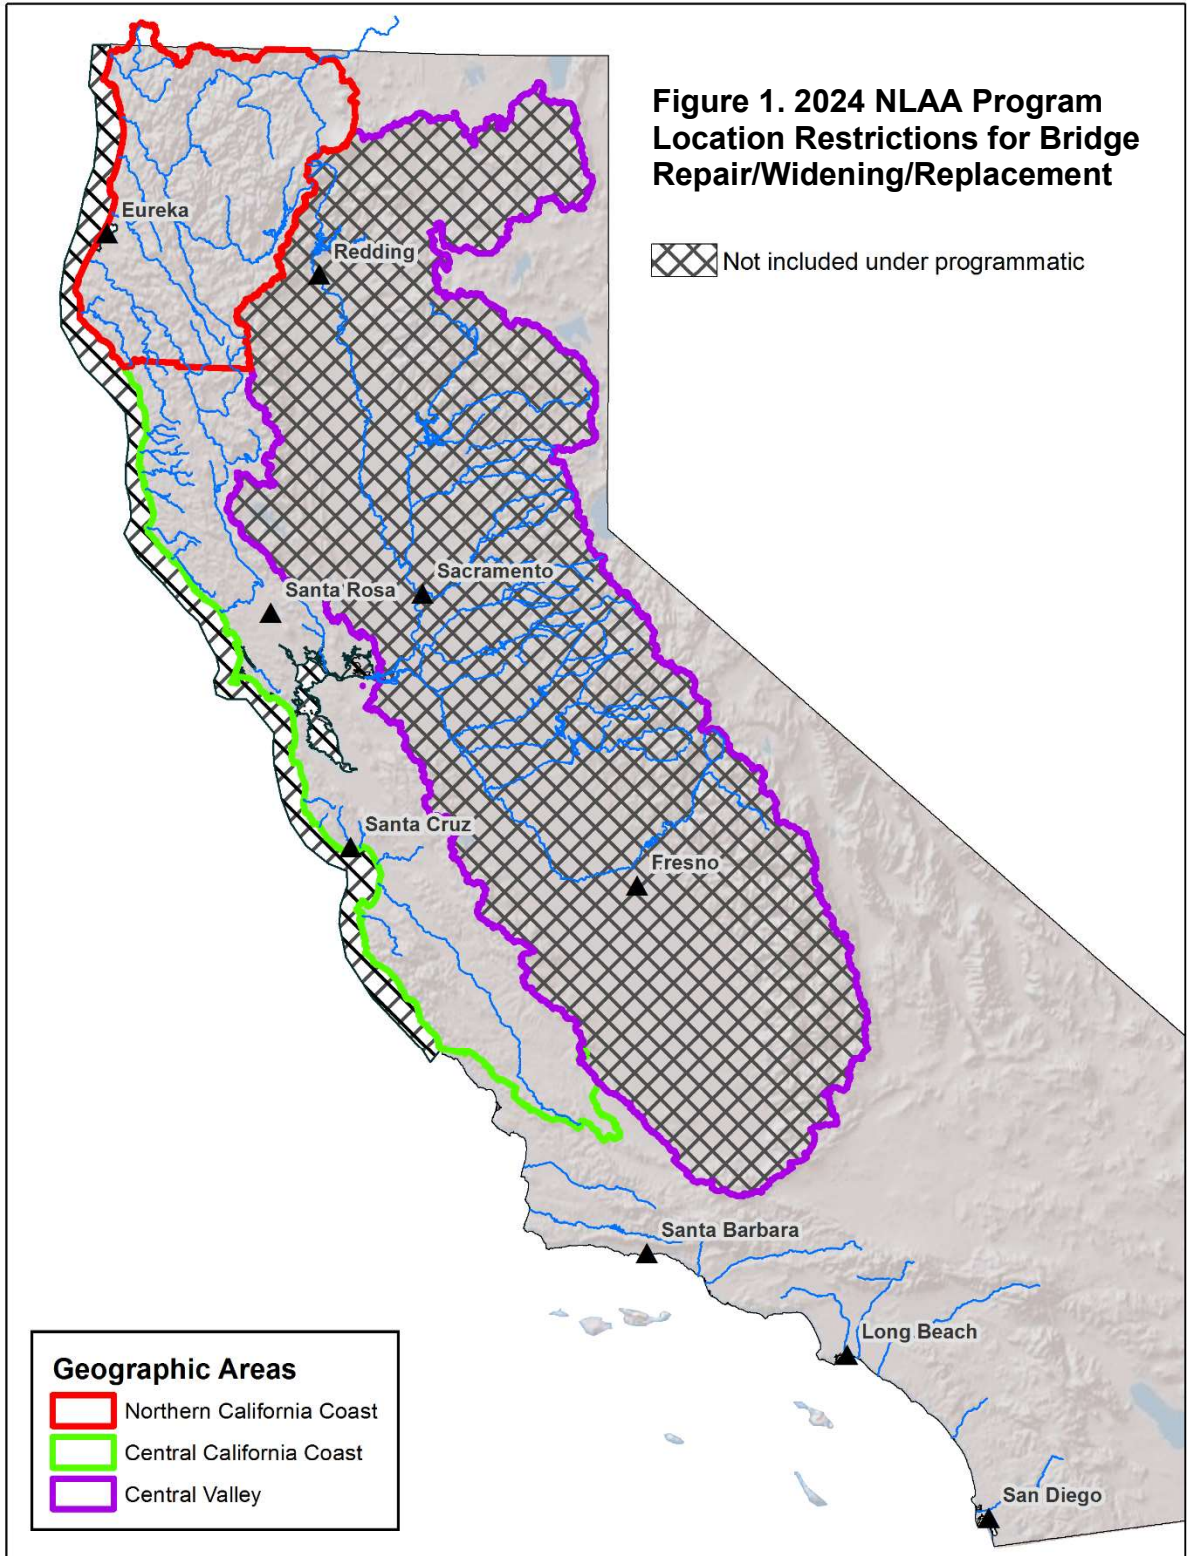 Figure 1. 2024 NLAA Program
Location Restrictions for Bridge
Repair/Widening/Replacement
Not included under programmatic
Eureka
Redding
Sacramento
Santa Rosa
Santa Cruz
Fresno
Santa Barbara
Long Beach
San Diego
Geographic Areas
Northern California Coast
Central California Coast
Central Valley